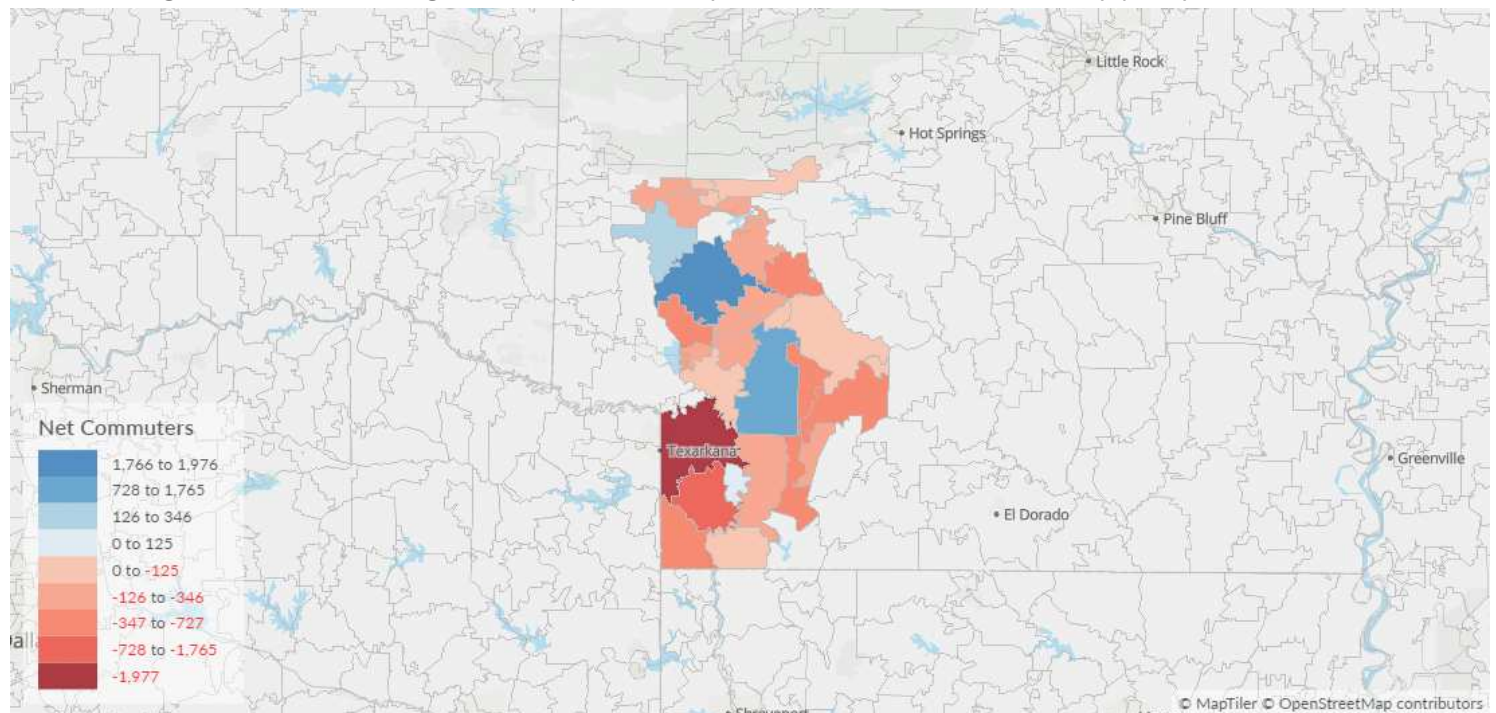 Little Rock
Hot Springs
Pine Bluff
Sherman
Net Commuters
1,766 to 1,976
728 to 1,765
126 to 346
0 to 125
0 to -125
-126 to -346
-347 to -727
-728 to -1,765
-1,977
Texarkana
Greenville
El Dorado
© MapTiler © OpenStreetMap contributors